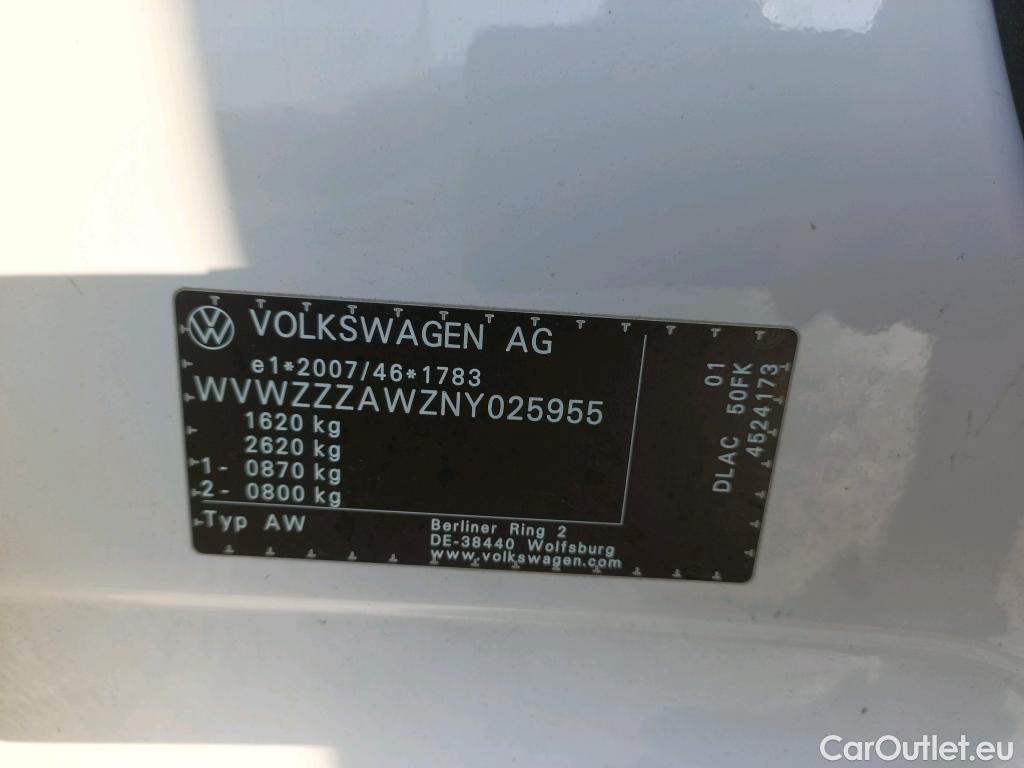 VOLKSWAGEN AG
e1*2007/46*1783
WVWZZZAWZNY025955
1620 kg
2620 kg
1- 0870 kg
2- 0800 kg
Typ AW
Berliner Ring 2
DE-38440 Wolfsburg
www.volkswagen.com
01
DLAC 50FK
4524173
CarOutlet.eu